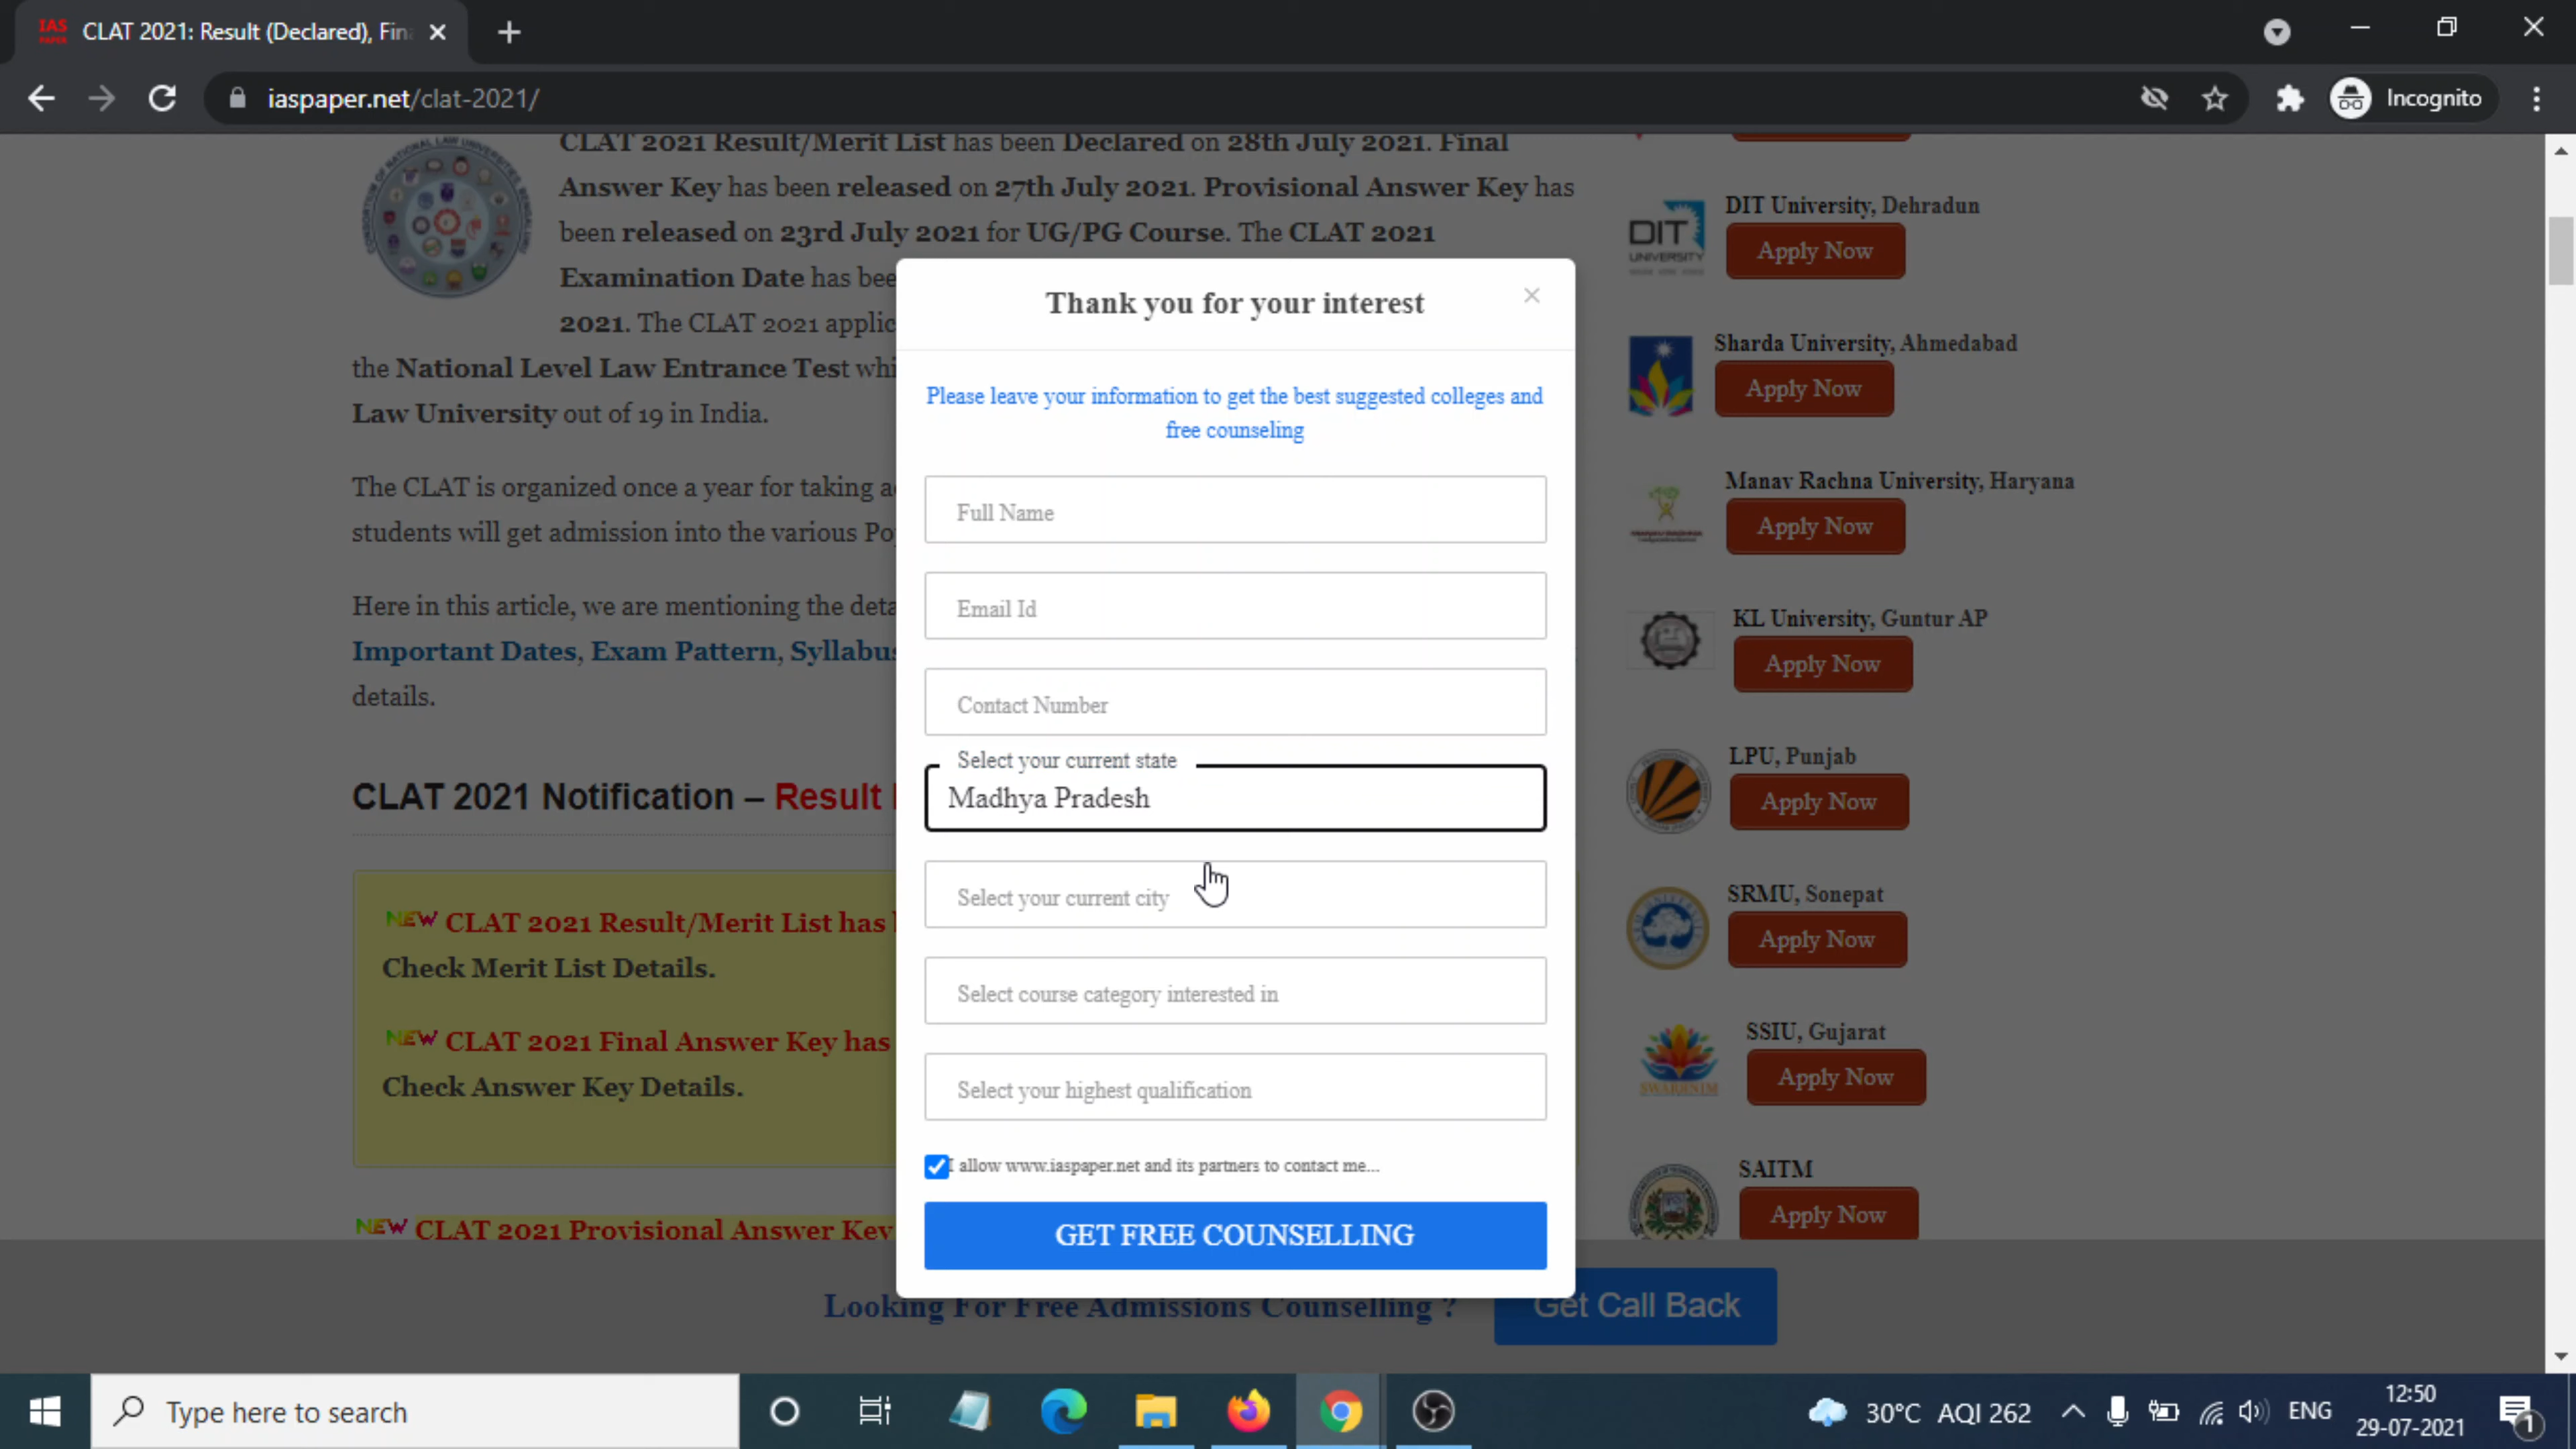 IAS
PAPER
CLAT 2021: Result (Declared), Fin
iaspaper.net/clat-2021/
Incognito
CLAT 2021 Result/Merit List has been Declared on 28th July 2021. Final
Answer Key has been released on 27th July 2021. Provisional Answer Key has
been released on 23rd July 2021 for UG/PG Course. The CLAT 2021
Examination Date has bee
2021. The CLAT 2021 applic
the National Level Law Entrance Test whi
Law University out of 19 in India.
The CLAT is organized once a year for taking a
students will get admission into the various Po
Here in this article, we are mentioning the deta
Important Dates, Exam Pattern, Syllabus
details.
CLAT 2021 Notification – Result
NEW CLAT 2021 Result/Merit List has
Check Merit List Details.
NEW CLAT 2021 Final Answer Key has
Check Answer Key Details.
NEW CLAT 2021 Provisional Answer Key
Thank you for your interest
×
Please leave your information to get the best suggested colleges and
free counseling
Full Name
Email Id
Contact Number
Select your current state
Madhya Pradesh
Select your current city
Select course category interested in
Select your highest qualification
I allow www.iaspaper.net and its partners to contact me...
GET FREE COUNSELLING
Looking For Free Admissions Counselling ?
Get Call Back
DIT
UNIVERSITY
DIT University, Dehradun
Apply Now
Sharda University, Ahmedabad
Apply Now
Manav Rachna University, Haryana
Apply Now
KL University, Guntur AP
Apply Now
LPU, Punjab
Apply Now
SRMU, Sonepat
Apply Now
SSIU, Gujarat
SWARRNIM
Apply Now
SAITM
Apply Now
Type here to search
30°C AQI 262
ENG
12:50
29-07-2021
1